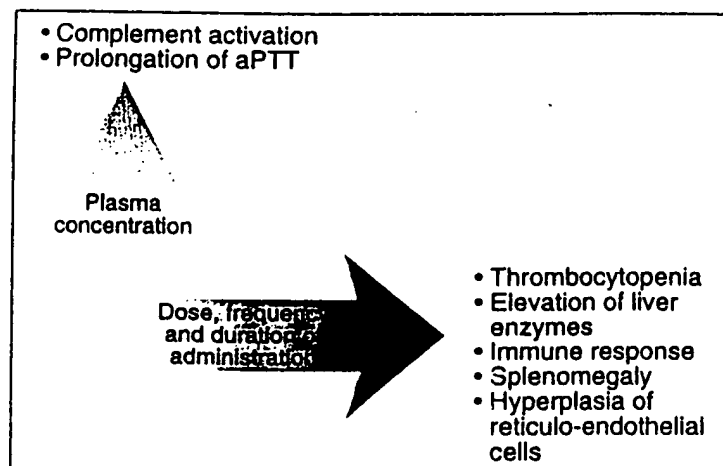 • Complement activation
• Prolongation of aPTT
Plasma
concentration
Dose, frequency
and duration of
administration
• Thrombocytopenia
• Elevation of liver
enzymes
• Immune response
• Splenomegaly
• Hyperplasia of
reticulo-endothelial
cells